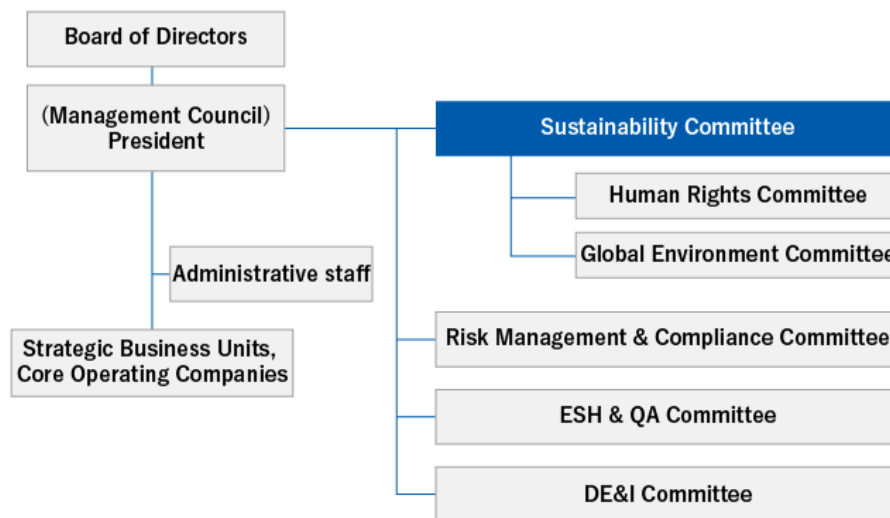 Board of Directors
(Management Council)
President
Sustainability Committee
Human Rights Committee
Global Environment Committee
Administrative staff
Risk Management & Compliance Committee
Strategic Business Units,
Core Operating Companies
ESH & QA Committee
DE&I Committee